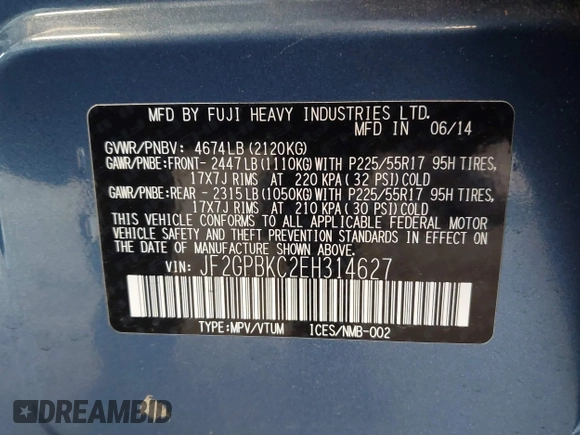 MFD BY FUJI HEAVY INDUSTRIES LTD.
MFD IN 06/14
GVWR/PNBV: 4674LB (2120KG)
GAWR/PNBE:FRONT- 2447LB(1110KG)WITH P225/55R17 95H TIRES,
17X7J RIMS AT 220 KPA( 32 PSI)COLD
GAWR/PNBE:REAR - 2315LB(1050KG)WITH P225/55R17 95H TIRES,
17X7J RIMS AT 210 KPA( 30 PSI)COLD
THIS VEHICLE CONFORMS TO ALL APPLICABLE FEDERAL MOTOR
VEHICLE SAFETY AND THEFT PREVENTION STANDARDS IN EFFECT
ON THE DATE OF MANUFACTURE SHOWN ABOVE.
VIN: JF2GPBKC2EH314627
TYPE:MPV/VTUM ICES/NMB-002
DREAMBID